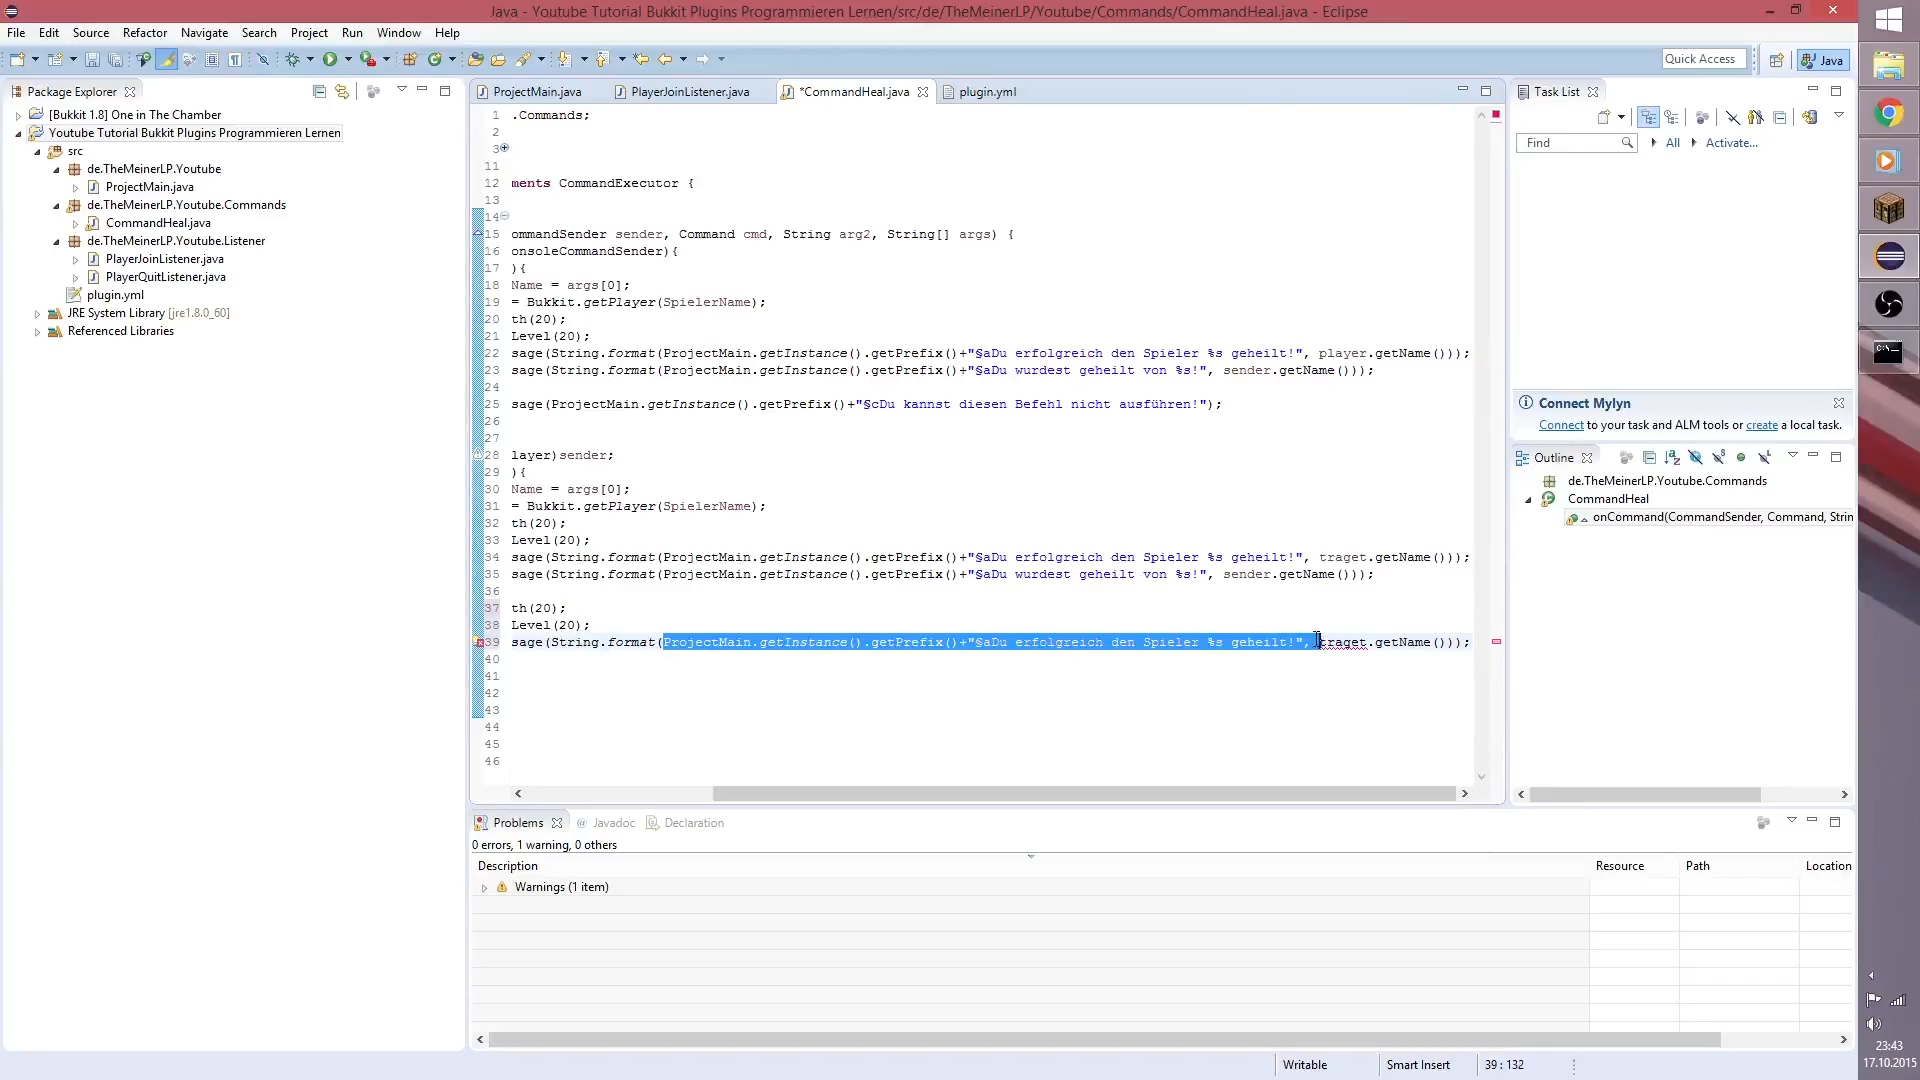 Java - Youtube Tutorial Bukkit Plugins Programmieren Lernen/src/de/TheMeinerLP/Youtube/Commands/CommandHeal.java - Eclipse
File Edit Source Refactor Navigate Search Project Run Window Help
Quick Access
Java
Package Explorer
[Bukkit 1.8] One in The Chamber
Youtube Tutorial Bukkit Plugins Programmieren Lernen
src
de.TheMeinerLP.Youtube
ProjectMain.java
de.TheMeinerLP.Youtube.Commands
CommandHeal.java
de.TheMeinerLP.Youtube.Listener
PlayerJoinListener.java
PlayerQuitListener.java
plugin.yml
JRE System Library [jre1.8.0_60]
Referenced Libraries
ProjectMain.java PlayerJoinListener.java *CommandHeal.java plugin.yml
1 .Commands;
2
3
11
12 ments CommandExecutor {
13
14
15 ommandSender sender, Command cmd, String arg2, String[] args) {
16 onsoleCommandSender){
17 ){
18 Name = args[0];
19 = Bukkit.getPlayer(SpielerName);
20 th(20);
21 Level(20);
22 sage(String.format(ProjectMain.getInstance().getPrefix()+"§aDu erfolgreich den Spieler %s geheilt!", player.getName()));
23 sage(String.format(ProjectMain.getInstance().getPrefix()+"§aDu wurdest geheilt von %s!", sender.getName()));
24
25 sage(ProjectMain.getInstance().getPrefix()+"§cDu kannst diesen Befehl nicht ausführen!");
26
27
28 layer)sender;
29 ){
30 Name = args[0];
31 = Bukkit.getPlayer(SpielerName);
32 th(20);
33 Level(20);
34 sage(String.format(ProjectMain.getInstance().getPrefix()+"§aDu erfolgreich den Spieler %s geheilt!", traget.getName()));
35 sage(String.format(ProjectMain.getInstance().getPrefix()+"§aDu wurdest geheilt von %s!", sender.getName()));
36
37 th(20);
38 Level(20);
39 sage(String.format(ProjectMain.getInstance().getPrefix()+"§aDu erfolgreich den Spieler %s geheilt!", traget.getName()));
40
41
42
43
44
45
46
Task List
Find All Activate...
Connect Mylyn
Connect to your task and ALM tools or create a local task.
Outline
de.TheMeinerLP.Youtube.Commands
CommandHeal
onCommand(CommandSender, Command, Strin
Problems Javadoc Declaration
0 errors, 1 warning, 0 others
Description Resource Path Location
Warnings (1 item)
Writable Smart Insert 39 : 132
23:43
17.10.2015